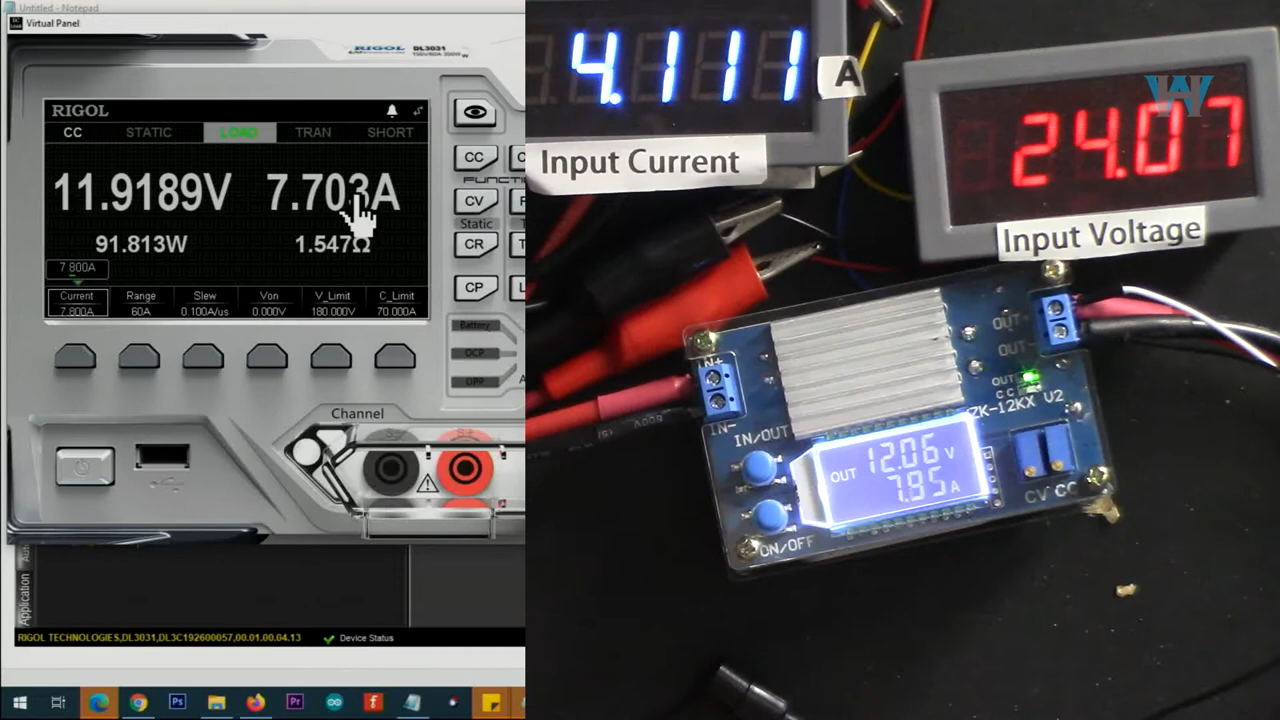 Untitled - Notepad
Virtual Panel
RIGOL DL3031
RIGOL
CC STATIC LOAD TRAN SHORT
11.9189V 7.703A
91.813W 1.547Ω
7.800A
Current Range Slew Von V_Limit C_Limit
7.800A 60A 0.100A/us 0.000V 180.000V 70.000A
CC
CV
Static
CR
CP
Battery
OCP
OPP
Channel
Application
RIGOL TECHNOLOGIES,DL3031,DL3C192600057,00.01.00.04.13
Device Status
4.111
A
Input Current
24.07
Input Voltage
IN+
IN-
OUT+
OUT-
OUT
CC
ZK-12KX V2
IN/OUT
OUT 12.06 V
7.85 A
ON/OFF
CV CC